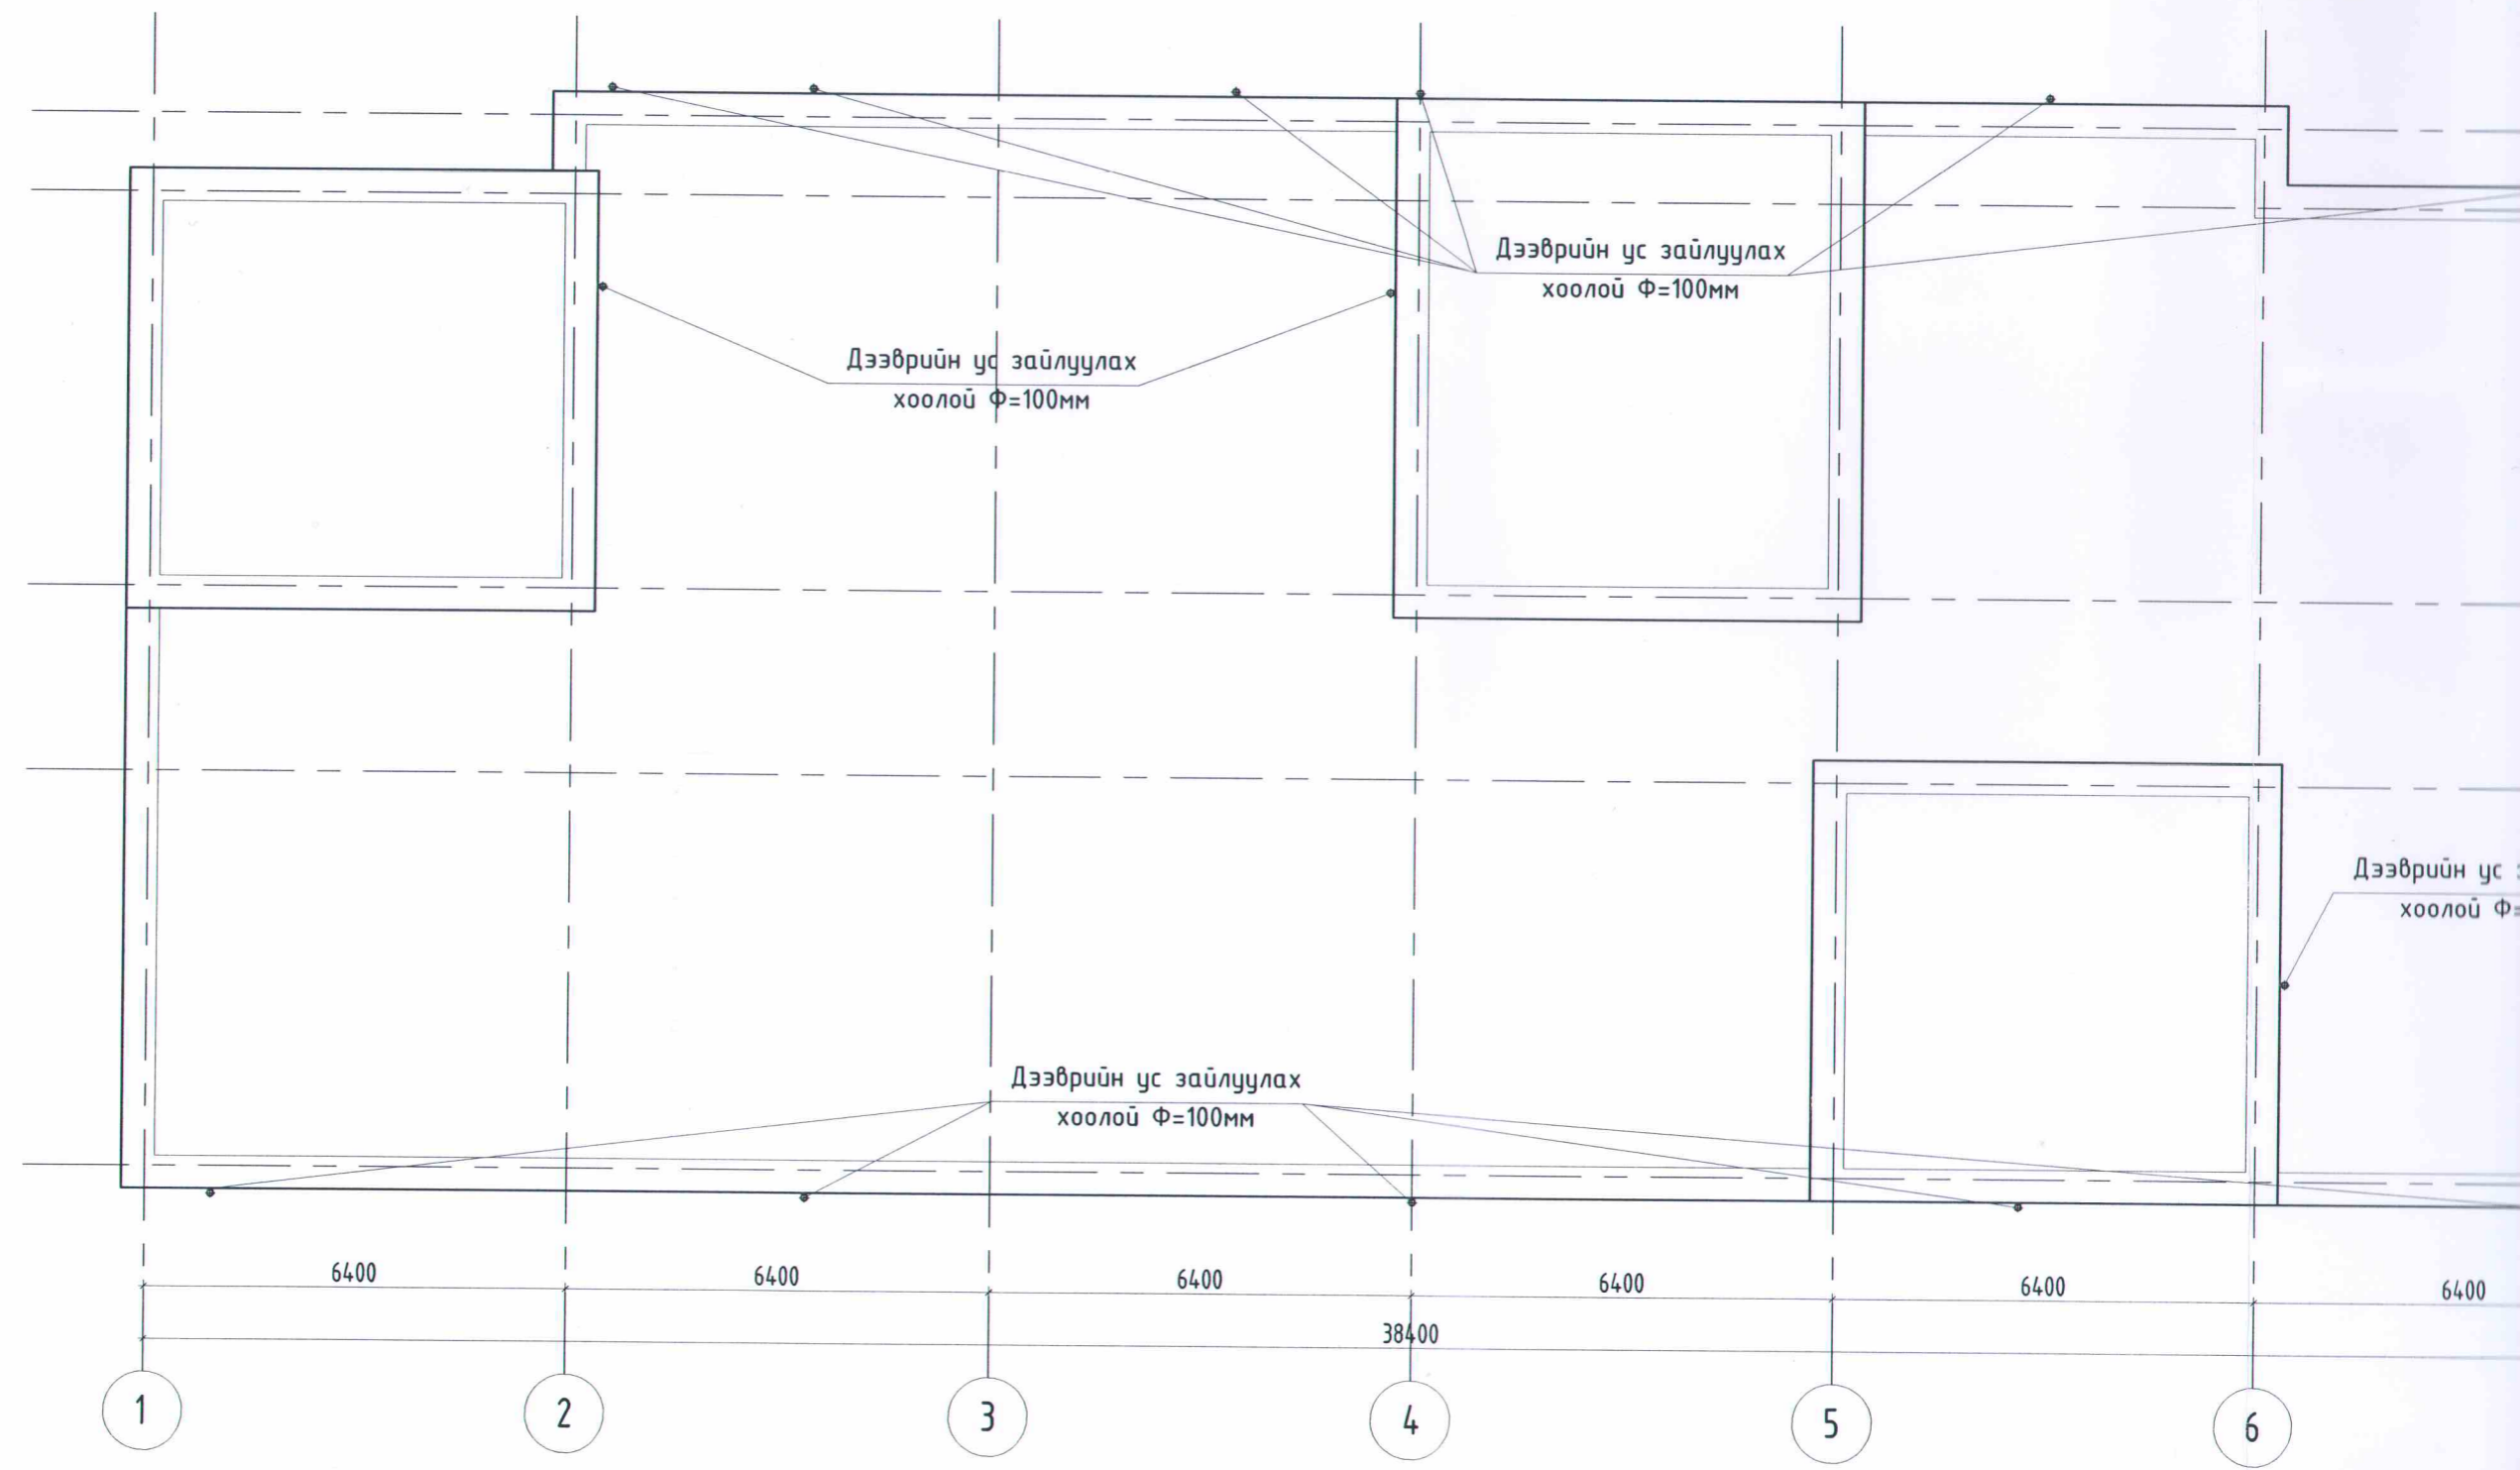 Дээврийн ус зайлуулах
хоолой Ф=100мм
Дээврийн ус зайлуулах
хоолой Ф=100мм
Дээврийн ус
хоолой Ф=
Дээврийн ус зайлуулах
хоолой Ф=100мм
6400 6400 6400 6400 6400 6400
38400
1 2 3 4 5 6